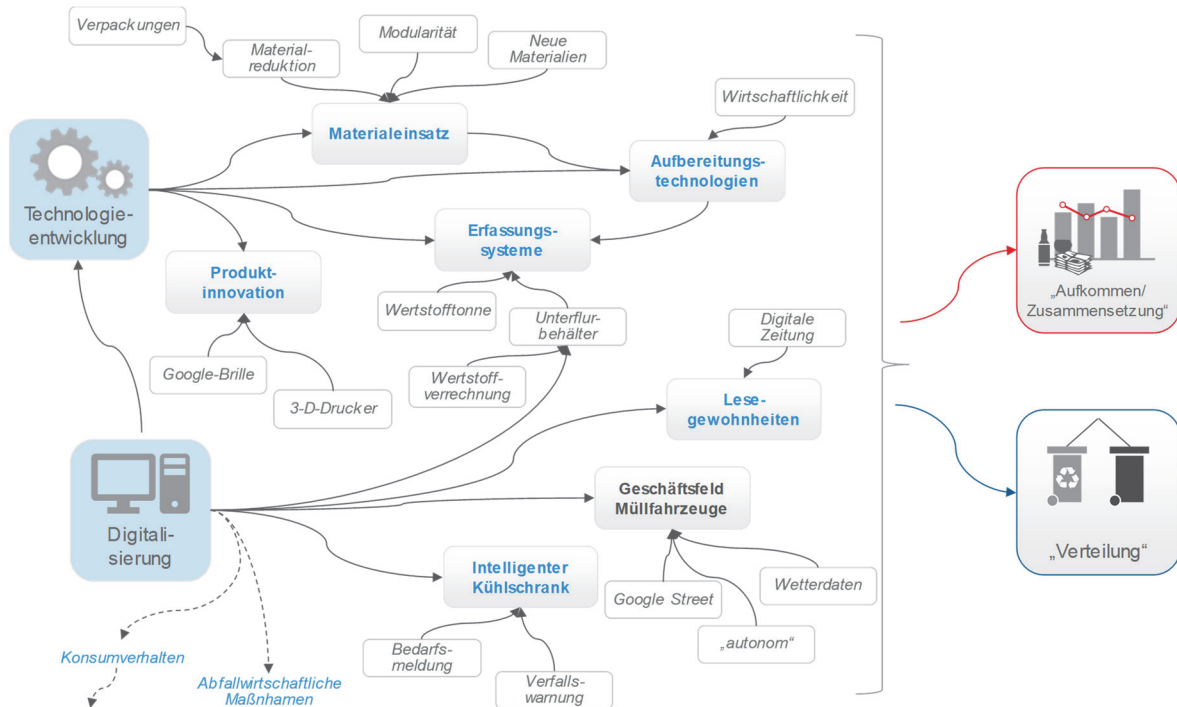 Verpackungen
Material-
reduktion
Modularität
Neue
Materialien
Wirtschaftlichkeit
Materialeinsatz
Aufbereitungs-
technologien
Technologie-
entwicklung
Erfassungs-
systeme
Produkt-
innovation
Wertstofftonne
Unterflur-
behälter
Digitale
Zeitung
„Aufkommen/
Zusammensetzung“
Google-Brille
3-D-Drucker
Wertstoff-
verrechnung
Lese-
gewohnheiten
Digitali-
sierung
Geschäftsfeld
Müllfahrzeuge
„Verteilung“
Intelligenter
Kühlschrank
Google Street
Wetterdaten
„autonom“
Bedarfs-
meldung
Verfalls-
warnung
Konsumverhalten
Abfallwirtschaftliche
Maßnhamen